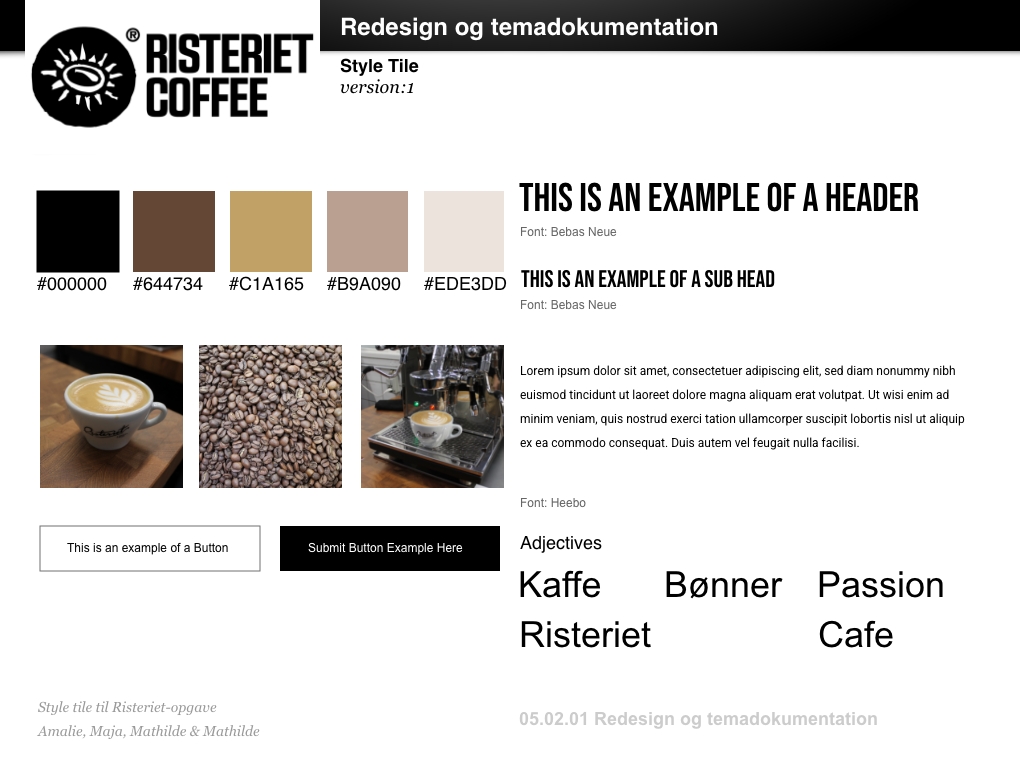 Redesign og temadokumentation
® RISTERIET
COFFEE
Style Tile
version:1
#000000 #644734 #C1A165 #B9A090 #EDE3DD
THIS IS AN EXAMPLE OF A HEADER
Font: Bebas Neue
THIS IS AN EXAMPLE OF A SUB HEAD
Font: Bebas Neue
Lorem ipsum dolor sit amet, consectetuer adipiscing elit, sed diam nonummy nibh
euismod tincidunt ut laoreet dolore magna aliquam erat volutpat. Ut wisi enim ad
minim veniam, quis nostrud exerci tation ullamcorper suscipit lobortis nisl ut aliquip
ex ea commodo consequat. Duis autem vel feugait nulla facilisi.
Font: Heebo
This is an example of a Button
Submit Button Example Here
Adjectives
Kaffe Bønner Passion
Risteriet Cafe
Style tile til Risteriet-opgave
Amalie, Maja, Mathilde & Mathilde
05.02.01 Redesign og temadokumentation